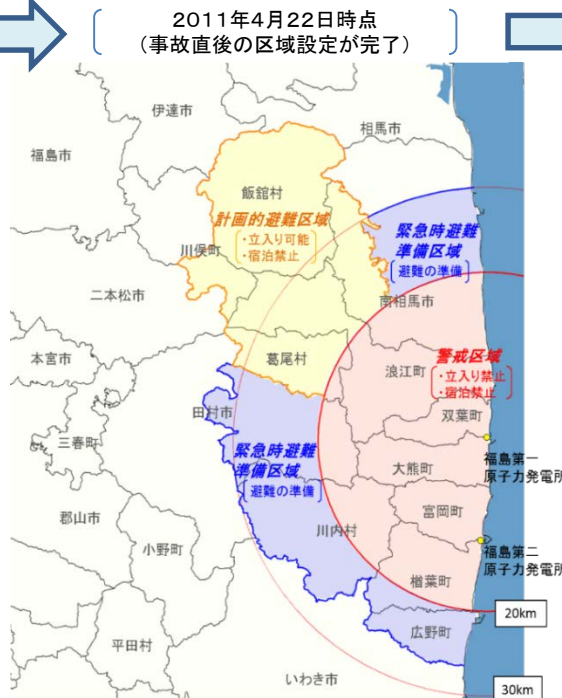 2011年4月22日時点
（事故直後の区域設定が完了）
伊達市
相馬市
福島市
飯舘村
計画的避難区域
・立入り可能
・宿泊禁止
緊急時避難
準備区域
避難の準備
川俣町
二本松市
南相馬市
警戒区域
・立入り禁止
・宿泊禁止
本宮市
葛尾村
浪江町
双葉町
田村市
三春町
緊急時避難
準備区域
避難の準備
大熊町
福島第一
原子力発電所
富岡町
郡山市
川内村
小野町
福島第二
原子力発電所
楢葉町
20km
広野町
平田村
いわき市
30km